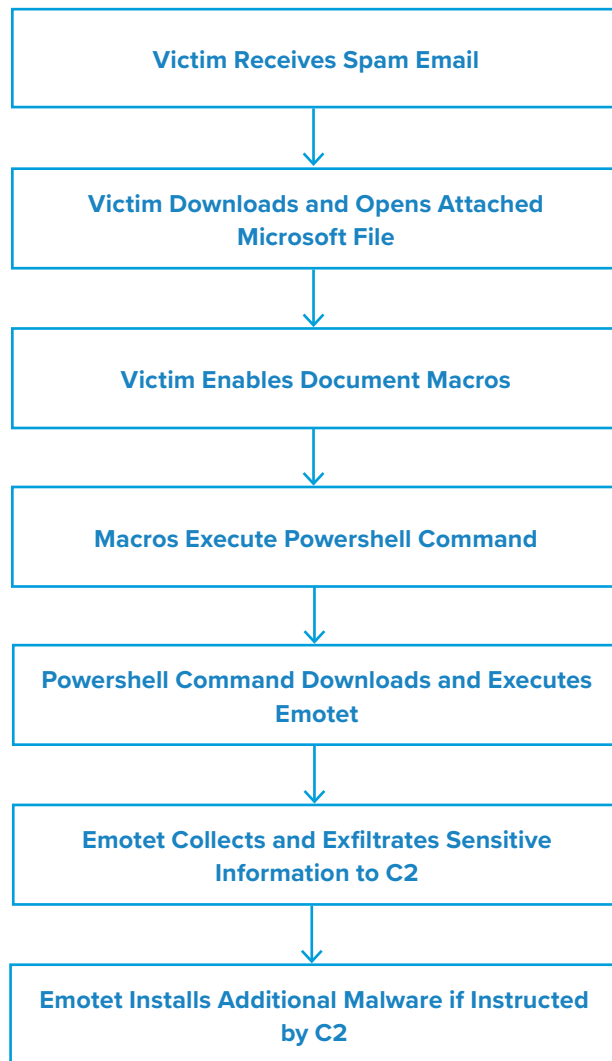 Victim Receives Spam Email
Victim Downloads and Opens Attached
Microsoft File
Victim Enables Document Macros
Macros Execute Powershell Command
Powershell Command Downloads and Executes
Emotet
Emotet Collects and Exfiltrates Sensitive
Information to C2
Emotet Installs Additional Malware if Instructed
by C2